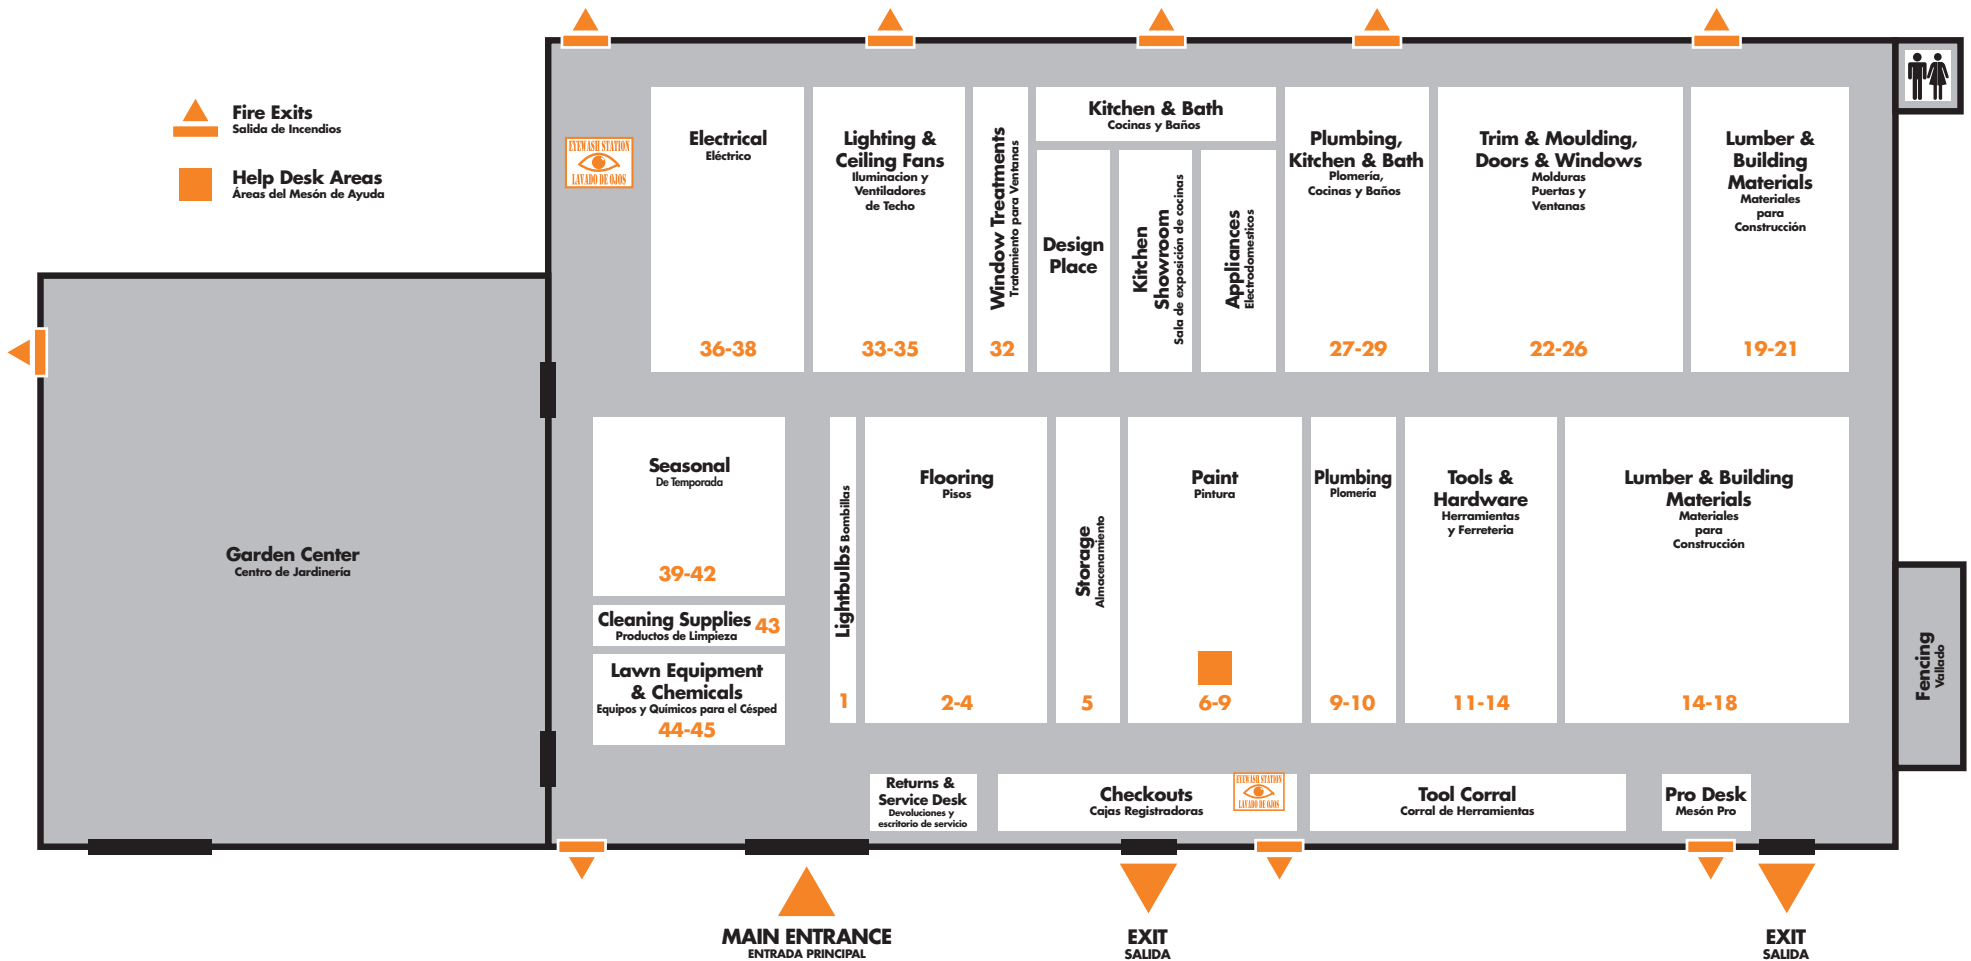 Fire Exits
Salida de Incendios
Help Desk Areas
Áreas del Mesón de Ayuda
EYEWASH STATION
LAVADO DE OJOS
Electrical
Eléctrico
36-38
Lighting &
Ceiling Fans
Iluminacion y
Ventiladores
de Techo
33-35
Window Treatments
Tratamiento para Ventanas
32
Kitchen & Bath
Cocinas y Baños
Design
Place
Kitchen
Showroom
Sala de exposición de cocinas
Appliances
Electrodomesticos
Plumbing,
Kitchen & Bath
Plomería,
Cocinas y Baños
27-29
Trim & Moulding,
Doors & Windows
Molduras
Puertas y
Ventanas
22-26
Lumber &
Building
Materials
Materiales
para
Construcción
19-21
Garden Center
Centro de Jardinería
Seasonal
De Temporada
39-42
Cleaning Supplies 43
Productos de Limpieza
Lawn Equipment
& Chemicals
Equipos y Químicos para el Césped
44-45
Lightbulbs Bombillas
1
Flooring
Pisos
2-4
Storage
Almacenamiento
5
Paint
Pintura
6-9
Plumbing
Plomería
9-10
Tools &
Hardware
Herramientas
y Ferreteria
11-14
Lumber & Building
Materials
Materiales
para
Construcción
14-18
Fencing
Vallado
Returns &
Service Desk
Devoluciones y
escritorio de servicio
Checkouts
Cajas Registradoras
EYEWASH STATION
LAVADO DE OJOS
Tool Corral
Corral de Herramientas
Pro Desk
Mesón Pro
MAIN ENTRANCE
ENTRADA PRINCIPAL
EXIT
SALIDA
EXIT
SALIDA